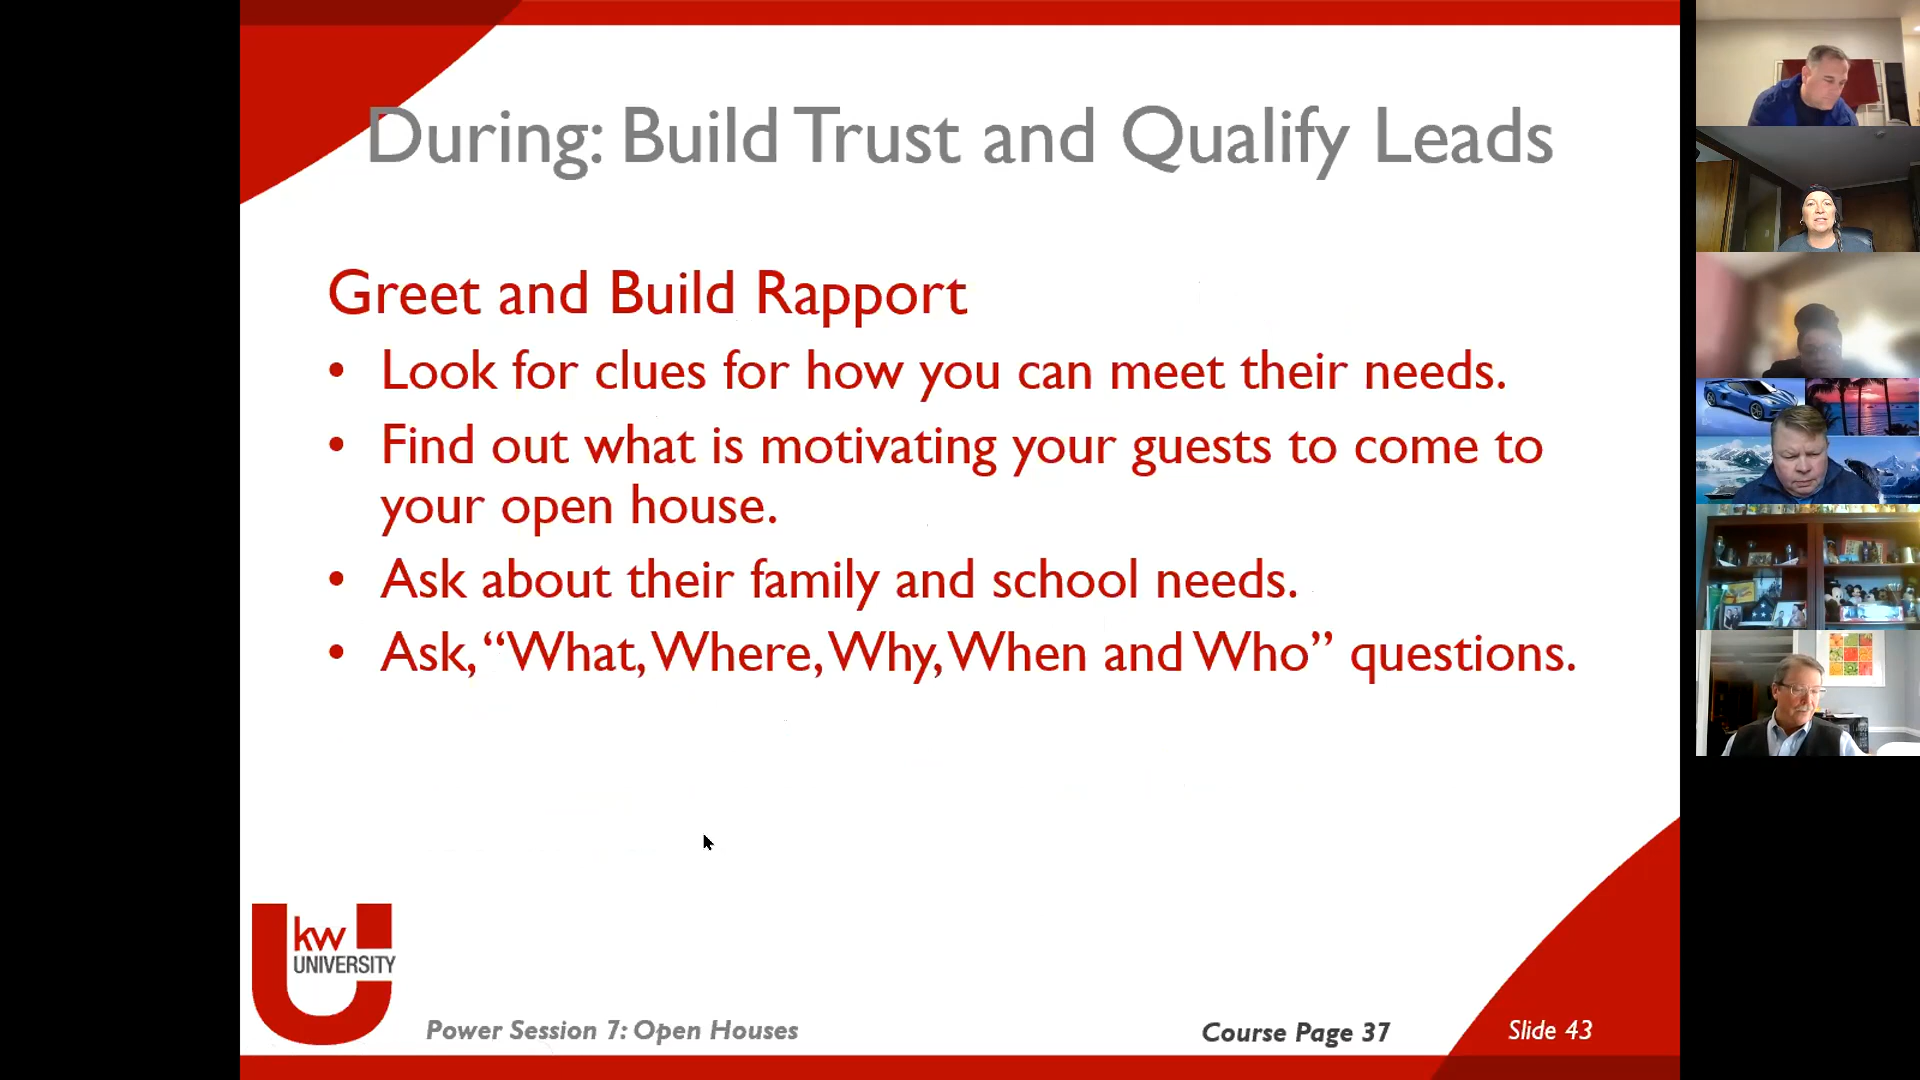 During: Build Trust and Qualify Leads
Greet and Build Rapport
• Look for clues for how you can meet their needs.
• Find out what is motivating your guests to come to
your open house.
• Ask about their family and school needs.
• Ask, “What, Where, Why, When and Who” questions.
kw
UNIVERSITY
Power Session 7: Open Houses
Course Page 37
Slide 43